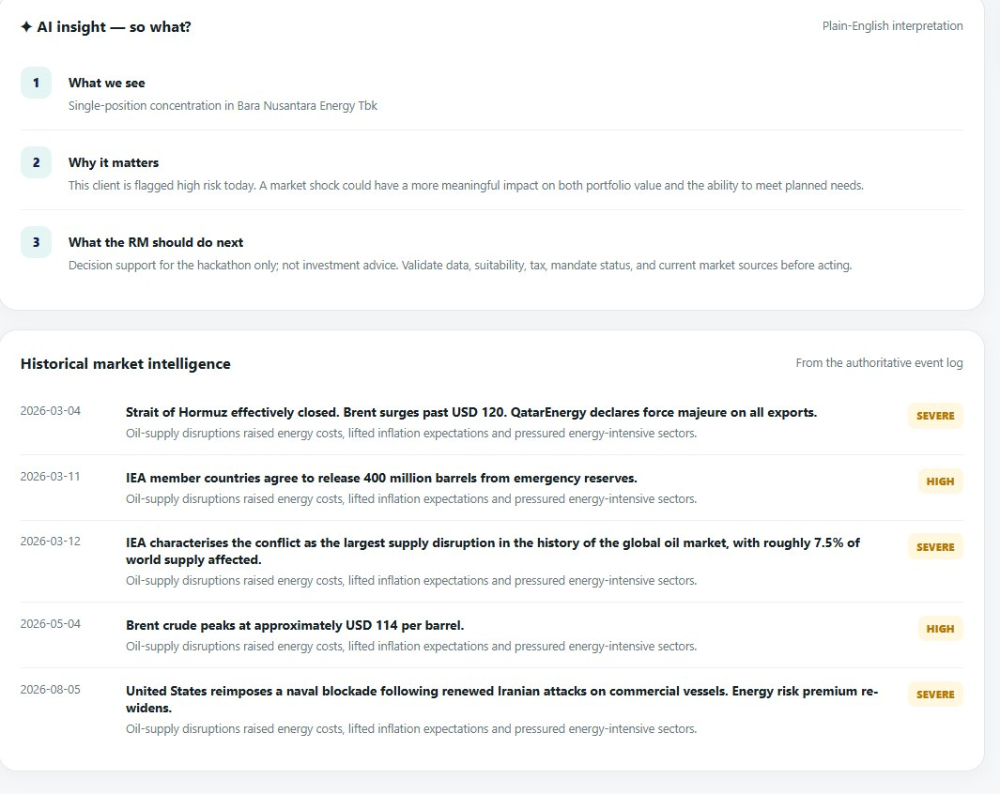 ✦ AI insight — so what?
Plain-English interpretation
1
What we see
Single-position concentration in Bara Nusantara Energy Tbk
2
Why it matters
This client is flagged high risk today. A market shock could have a more meaningful impact on both portfolio value and the ability to meet planned needs.
3
What the RM should do next
Decision support for the hackathon only; not investment advice. Validate data, suitability, tax, mandate status, and current market sources before acting.
Historical market intelligence
From the authoritative event log
2026-03-04
Strait of Hormuz effectively closed. Brent surges past USD 120. QatarEnergy declares force majeure on all exports.
SEVERE
Oil-supply disruptions raised energy costs, lifted inflation expectations and pressured energy-intensive sectors.
2026-03-11
IEA member countries agree to release 400 million barrels from emergency reserves.
HIGH
Oil-supply disruptions raised energy costs, lifted inflation expectations and pressured energy-intensive sectors.
2026-03-12
IEA characterises the conflict as the largest supply disruption in the history of the global oil market, with roughly 7.5% of
world supply affected.
SEVERE
Oil-supply disruptions raised energy costs, lifted inflation expectations and pressured energy-intensive sectors.
2026-05-04
Brent crude peaks at approximately USD 114 per barrel.
HIGH
Oil-supply disruptions raised energy costs, lifted inflation expectations and pressured energy-intensive sectors.
2026-08-05
United States reimposes a naval blockade following renewed Iranian attacks on commercial vessels. Energy risk premium re-
widens.
SEVERE
Oil-supply disruptions raised energy costs, lifted inflation expectations and pressured energy-intensive sectors.